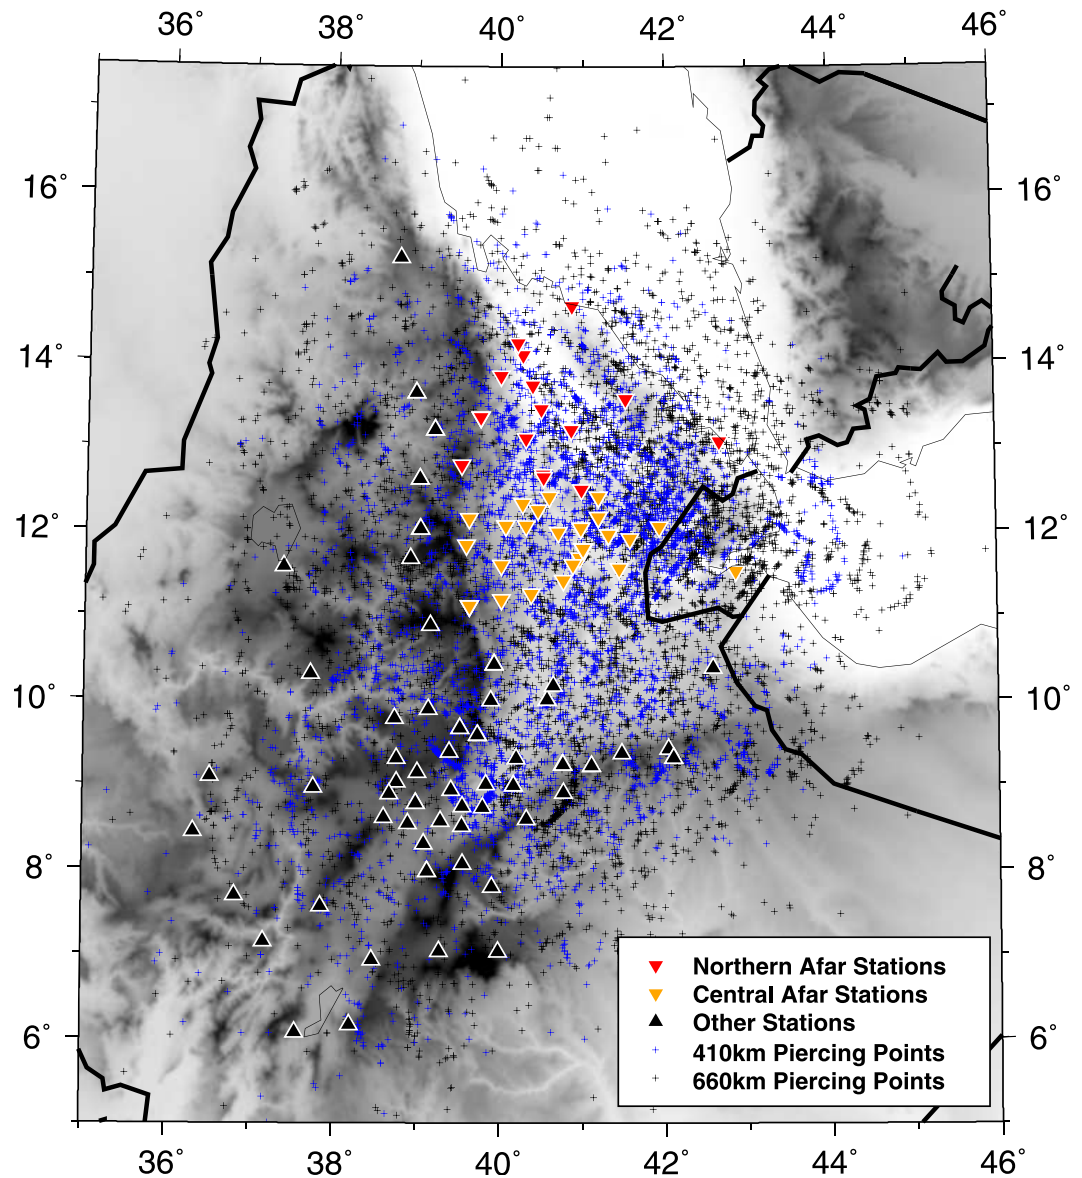 36˚ 38˚ 40˚ 42˚ 44˚ 46˚
16˚ 16˚
14˚ 14˚
12˚ 12˚
10˚ 10˚
8˚ 8˚
6˚ 6˚
Northern Afar Stations
Central Afar Stations
Other Stations
410km Piercing Points
660km Piercing Points
36˚ 38˚ 40˚ 42˚ 44˚ 46˚